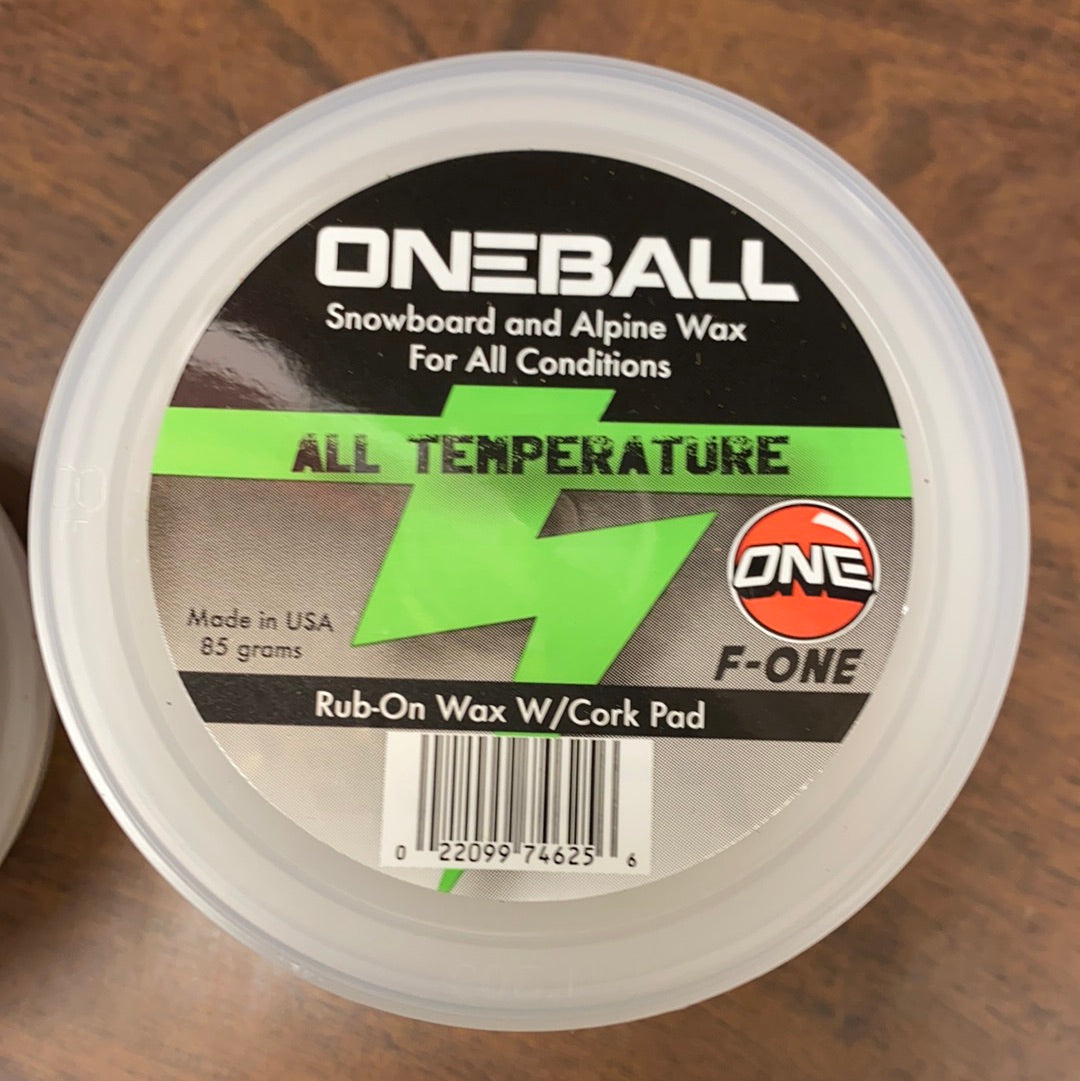 ONEBALL
Snowboard and Alpine Wax
For All Conditions
ALL TEMPERATURE
ONE
F-ONE
Made in USA
85 grams
Rub-On Wax W/Cork Pad
0 22099 74625 6